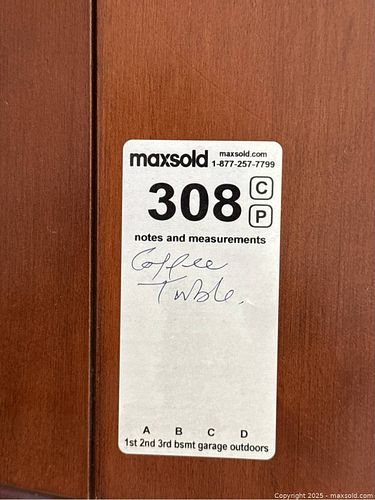 maxsold maxsold.com
1-877-257-7799
308 C
P
notes and measurements
Coffee
Table.
A B C D
1st 2nd 3rd bsmt garage outdoors
Copyright 2025 - maxsold.com